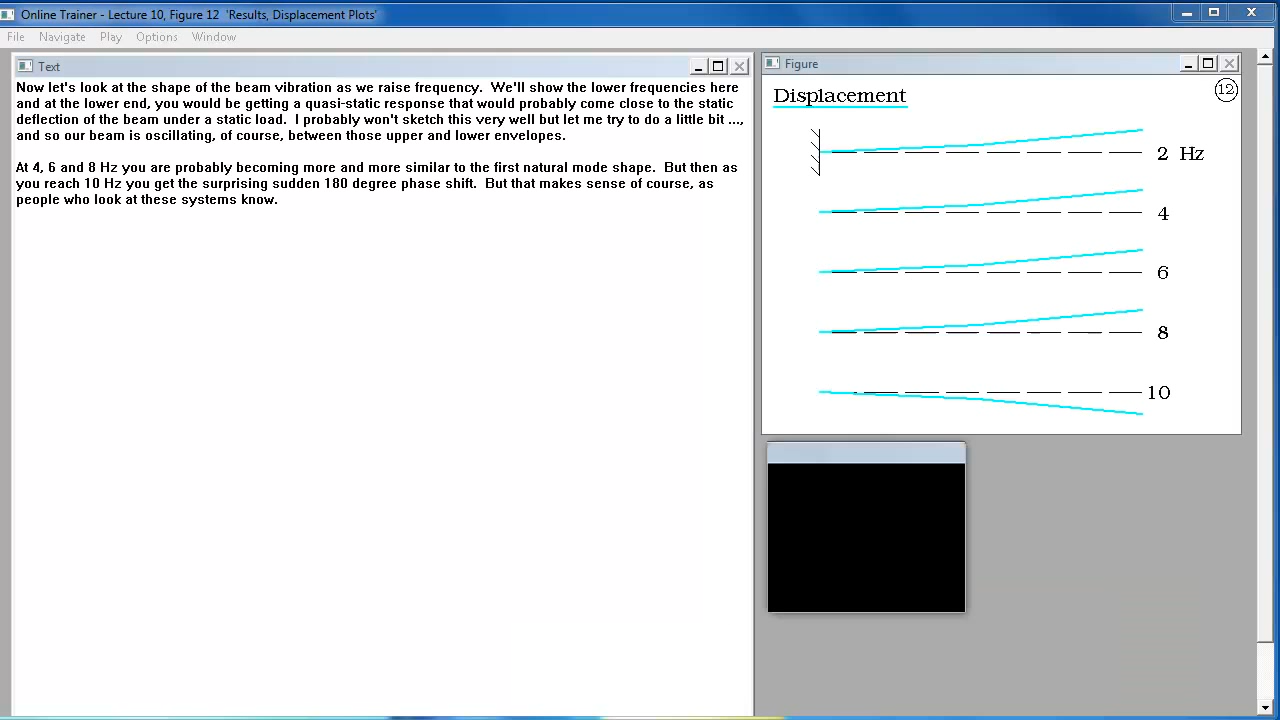 Online Trainer - Lecture 10, Figure 12  'Results, Displacement Plots'
File Navigate Play Options Window
Text
Now let's look at the shape of the beam vibration as we raise frequency.  We'll show the lower frequencies here
and at the lower end, you would be getting a quasi-static response that would probably come close to the static
deflection of the beam under a static load.  I probably won't sketch this very well but let me try to do a little bit ...,
and so our beam is oscillating, of course, between those upper and lower envelopes.
At 4, 6 and 8 Hz you are probably becoming more and more similar to the first natural mode shape.  But then as
you reach 10 Hz you get the surprising sudden 180 degree phase shift.  But that makes sense of course, as
people who look at these systems know.
Figure
Displacement
12
2 Hz
4
6
8
10